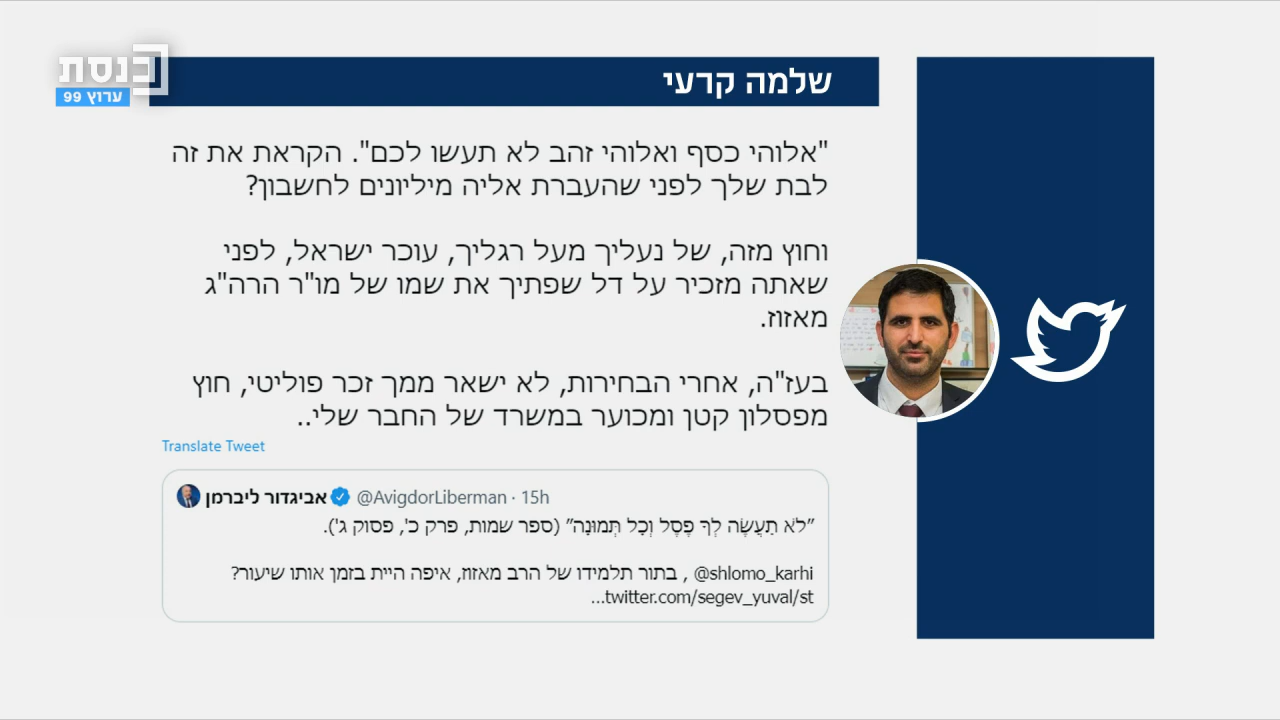 כנסת
ערוץ 99
שלמה קרעי
"אלוהי כסף ואלוהי זהב לא תעשו לכם". הקראת את זה
לבת שלך לפני שהעברת אליה מיליונים לחשבון?
וחוץ מזה, של נעליך מעל רגליך, עוכר ישראל, לפני
שאתה מזכיר על דל שפתיך את שמו של מו"ר הרה"ג
מאזוז.
בעז"ה, אחרי הבחירות, לא ישאר ממך זכר פוליטי, חוץ
מפסלון קטן ומכוער במשרד של החבר שלי..
Translate Tweet
אביגדור ליברמן @AvigdorLiberman · 15h
"לֹא תַעֲשֶׂה לְךָ פֶסֶל וְכָל תְּמוּנָה" (ספר שמות, פרק כ', פסוק ג').
@shlomo_karhi , בתור תלמידו של הרב מאזוז, איפה היית בזמן אותו שיעור?
twitter.com/segev_yuval/st...